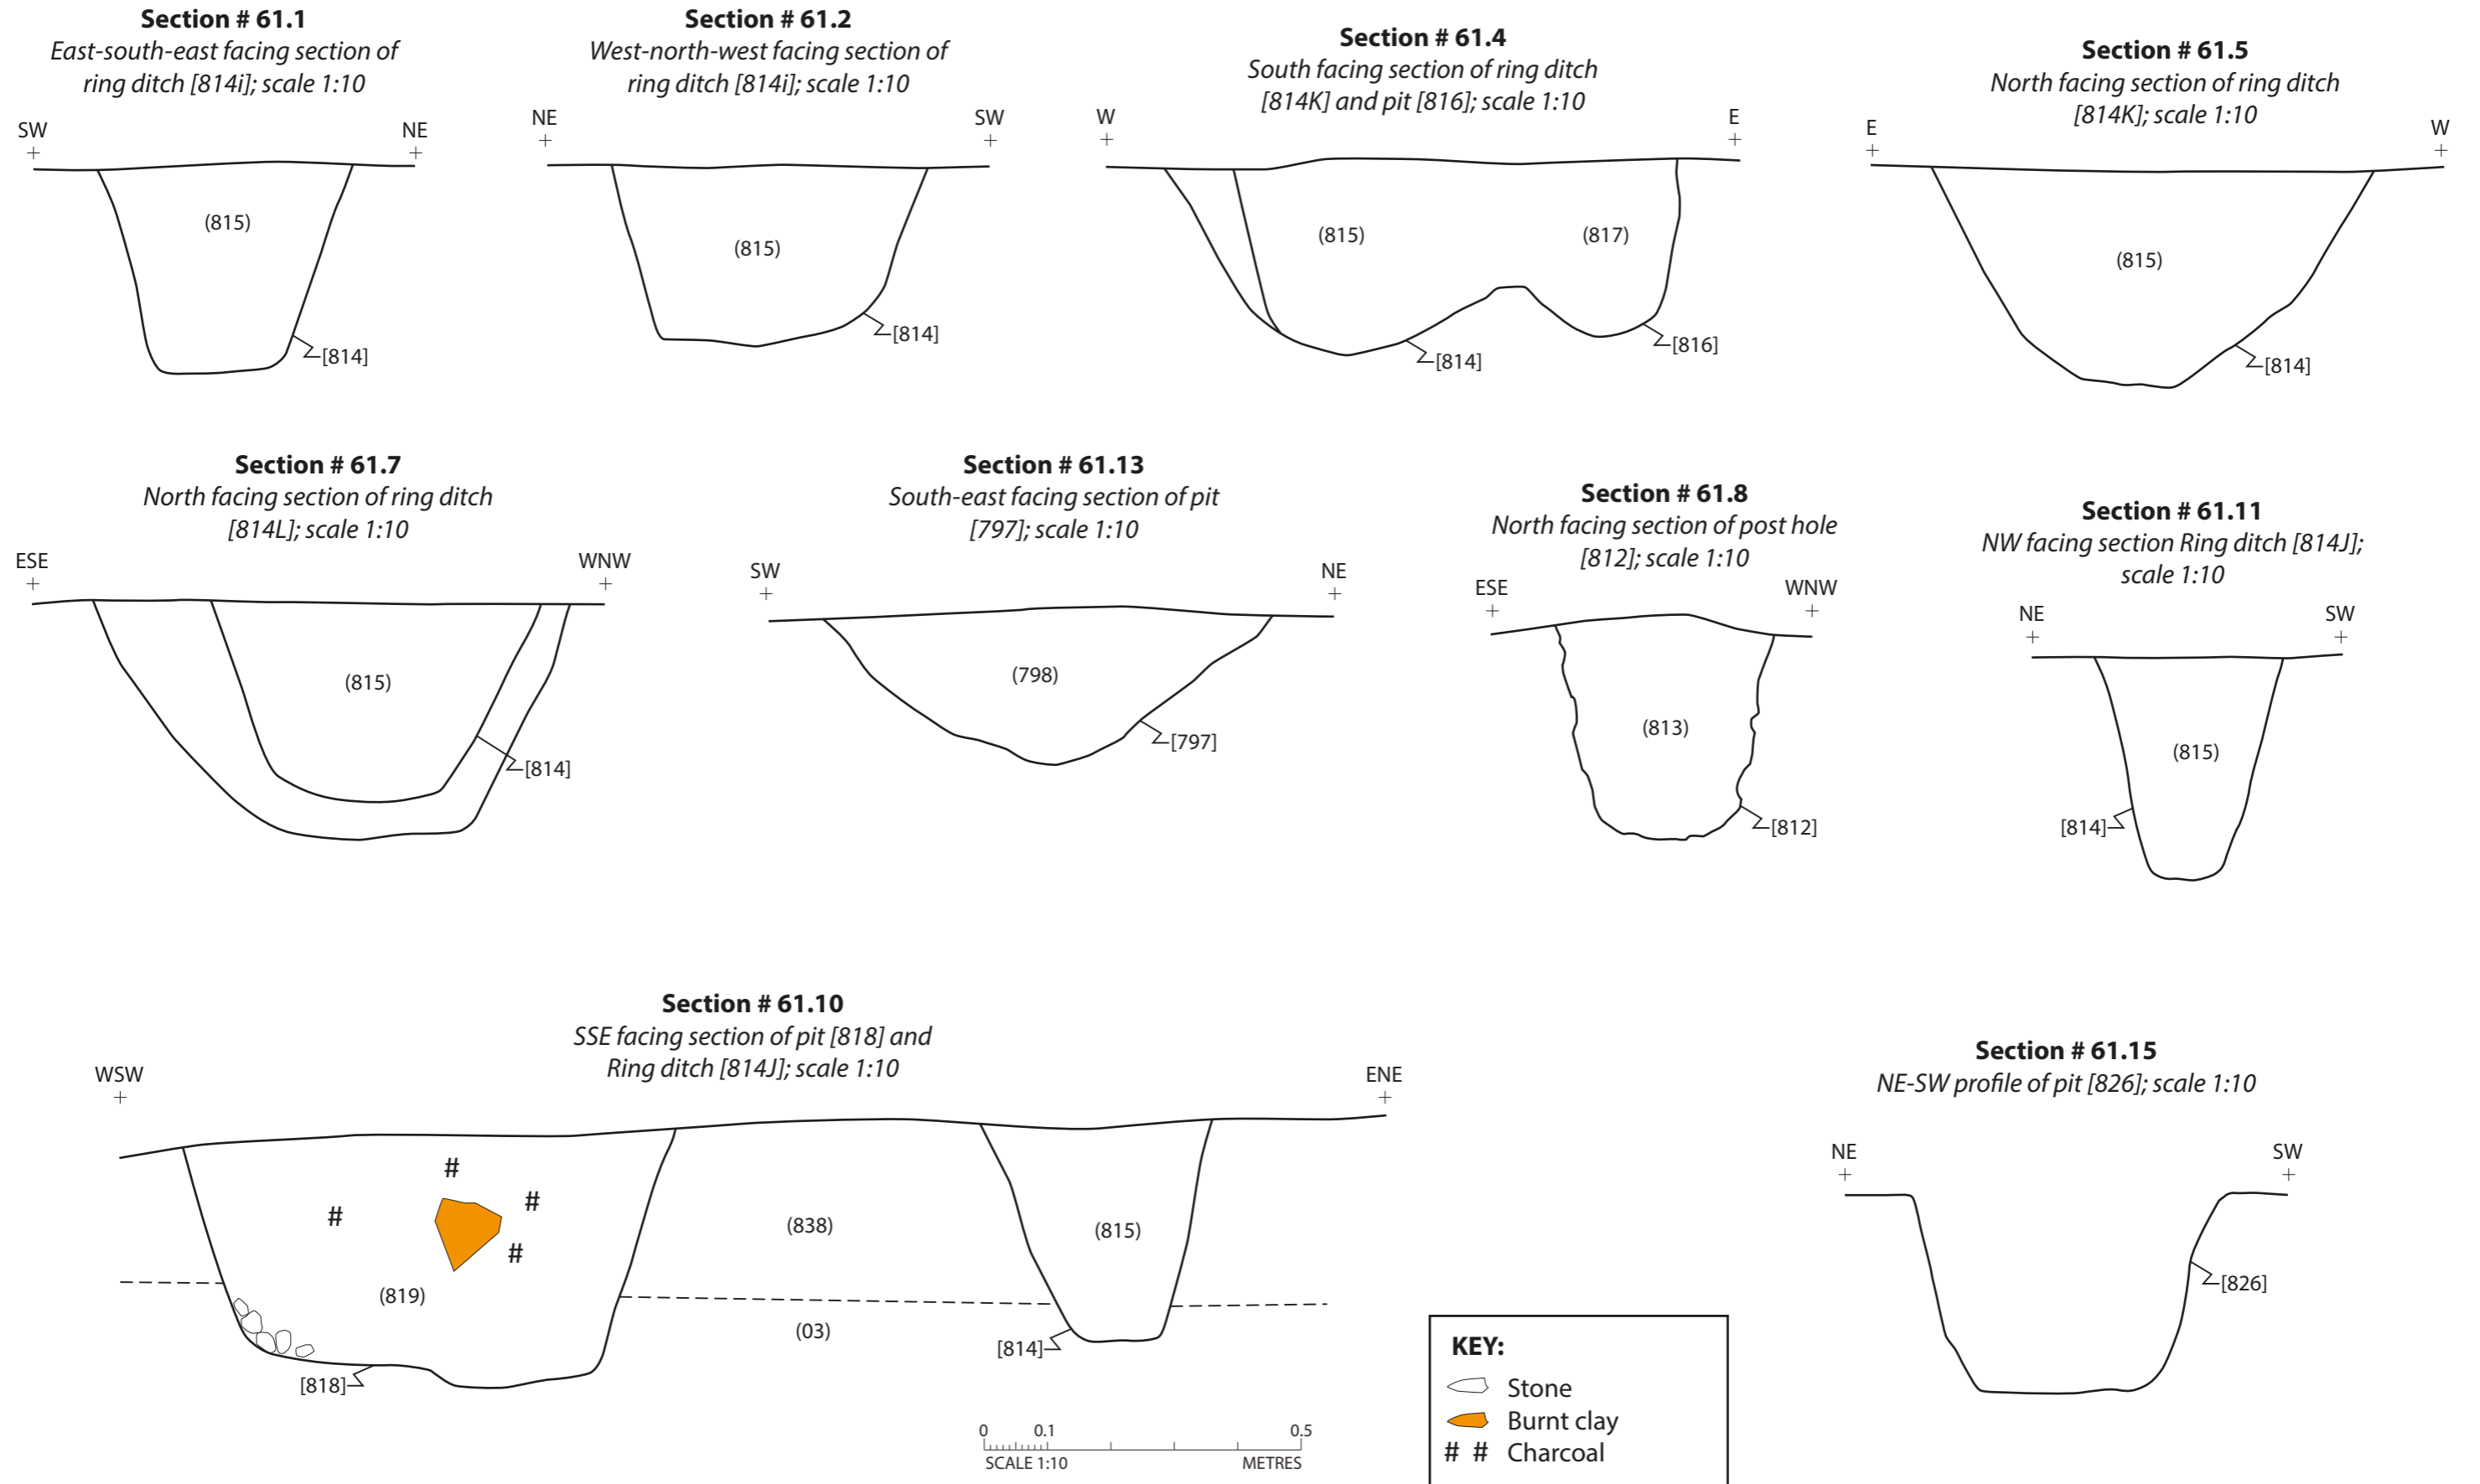 Section # 61.1
East-south-east facing section of
ring ditch [814i]; scale 1:10
SW
NE
(815)
[814]
Section # 61.2
West-north-west facing section of
ring ditch [814i]; scale 1:10
NE
SW
(815)
[814]
Section # 61.4
South facing section of ring ditch
[814K] and pit [816]; scale 1:10
W
E
(815)
(817)
[814]
[816]
Section # 61.5
North facing section of ring ditch
[814K]; scale 1:10
E
W
(815)
[814]
Section # 61.7
North facing section of ring ditch
[814L]; scale 1:10
ESE
WNW
(815)
[814]
Section # 61.13
South-east facing section of pit
[797]; scale 1:10
SW
NE
(798)
[797]
Section # 61.8
North facing section of post hole
[812]; scale 1:10
ESE
WNW
(813)
[812]
Section # 61.11
NW facing section Ring ditch [814J];
scale 1:10
NE
SW
(815)
[814]
Section # 61.10
SSE facing section of pit [818] and
Ring ditch [814J]; scale 1:10
WSW
ENE
#
#
#
#
(838)
(815)
(819)
(03)
[814]
[818]
0 0.1 0.5
SCALE 1:10 METRES
Section # 61.15
NE-SW profile of pit [826]; scale 1:10
NE
SW
[826]
KEY:
Stone
Burnt clay
# # Charcoal